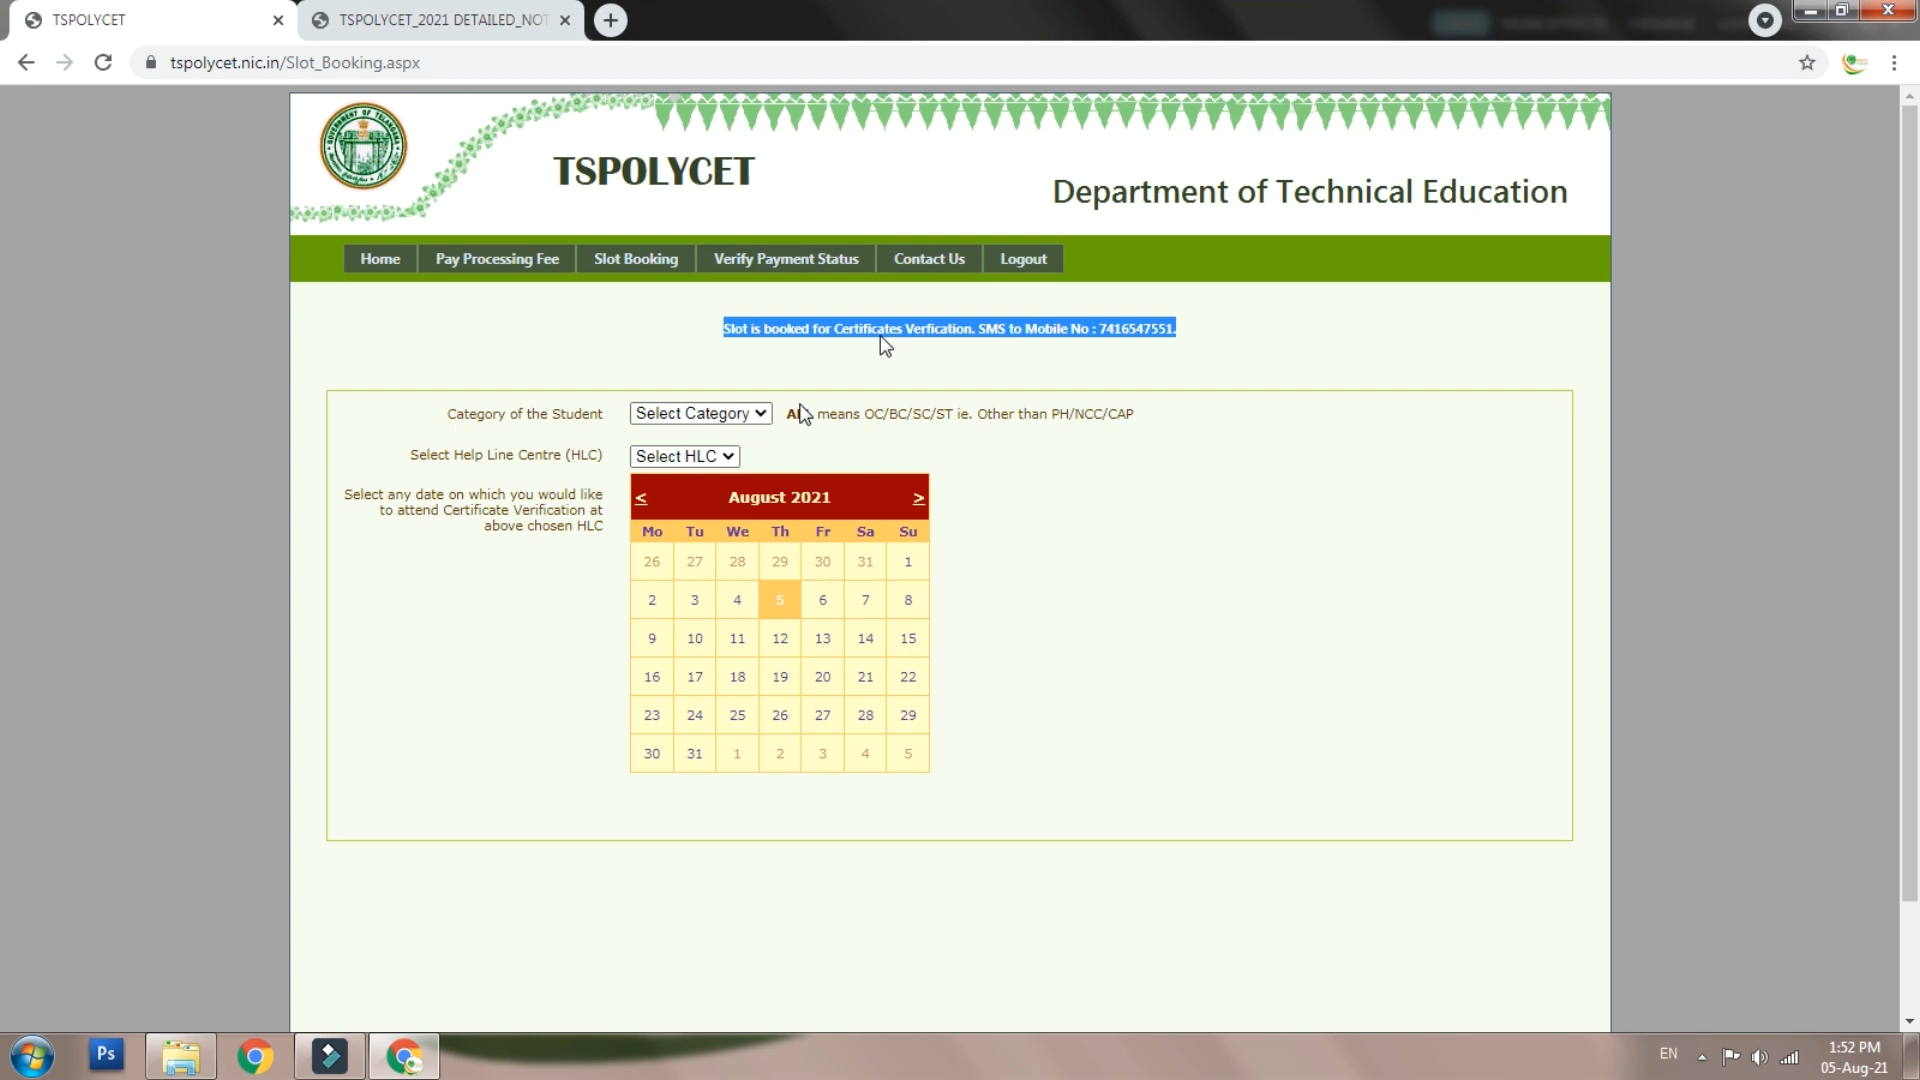 TSPOLYCET
TSPOLYCET_2021 DETAILED_NOT
tspolycet.nic.in/Slot_Booking.aspx
GOVERNMENT OF TELANGANA
TSPOLYCET
Department of Technical Education
Home Pay Processing Fee Slot Booking Verify Payment Status Contact Us Logout
Slot is booked for Certificates Verfication. SMS to Mobile No : 7416547551.
Category of the Student Select Category means OC/BC/SC/ST ie. Other than PH/NCC/CAP
Select Help Line Centre (HLC) Select HLC
Select any date on which you would like
to attend Certificate Verification at
above chosen HLC
< August 2021 >
Mo Tu We Th Fr Sa Su
26 27 28 29 30 31 1
2 3 4 5 6 7 8
9 10 11 12 13 14 15
16 17 18 19 20 21 22
23 24 25 26 27 28 29
30 31 1 2 3 4 5
Ps
EN
1:52 PM
05-Aug-21